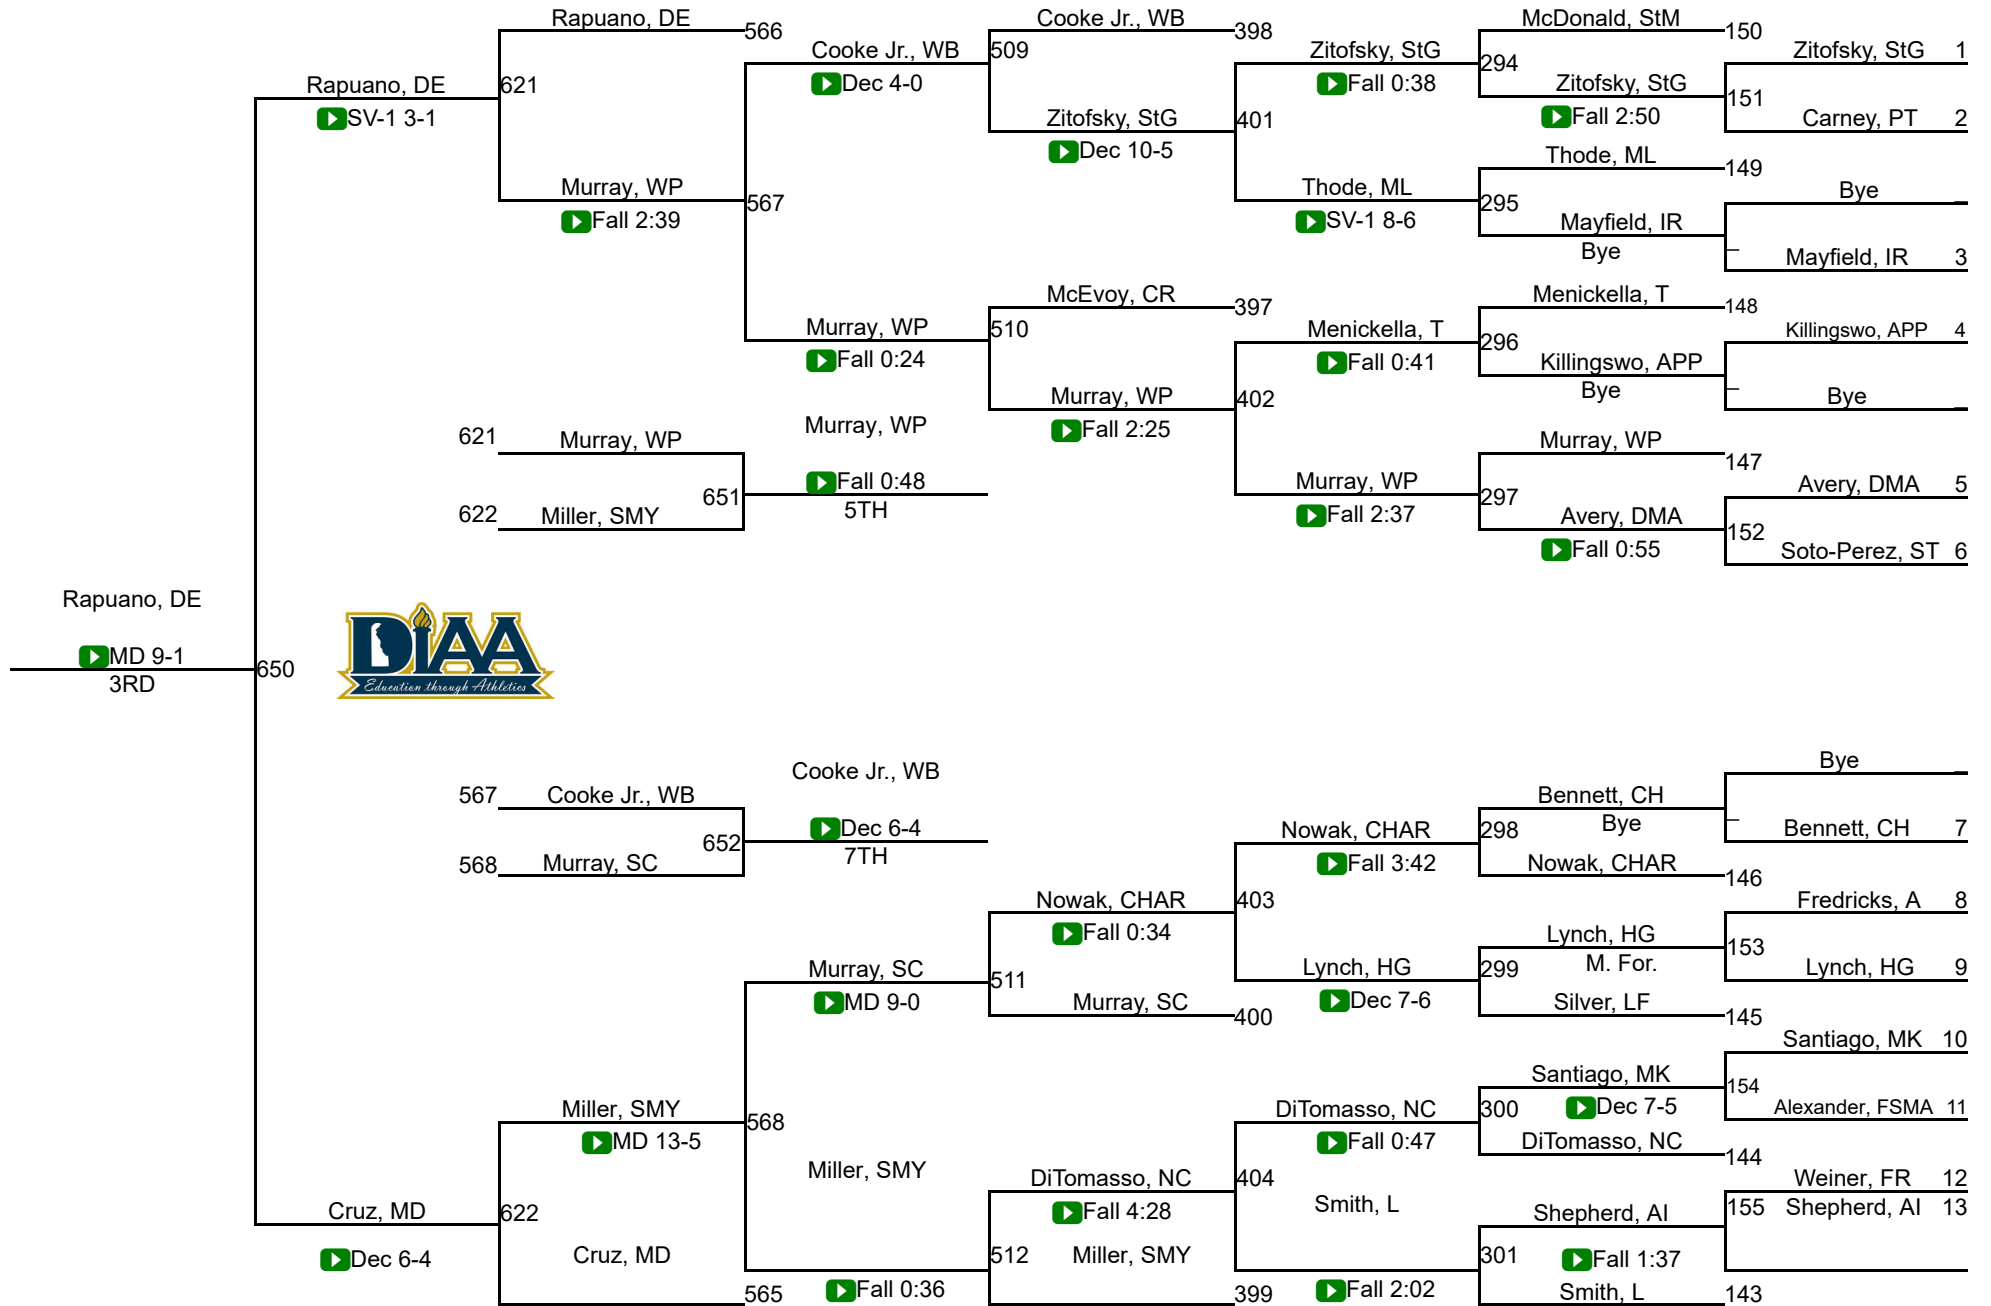 Rapuano, DE
566
Cooke Jr., WB
398
McDonald, StM
150
Rapuano, DE
621
SV-1 3-1
Cooke Jr., WB
509
Dec 4-0
Zitofsky, StG
294
Fall 0:38
Zitofsky, StG
Fall 2:50
Zitofsky, StG 1
151
Carney, PT 2
Zitofsky, StG
401
Dec 10-5
Thode, ML
149
Murray, WP
567
Fall 2:39
Thode, ML
295
SV-1 8-6
Mayfield, IR
Bye
Bye _
_
Mayfield, IR 3
McEvoy, CR
397
Menickella, T
148
Murray, WP
510
Fall 0:24
Menickella, T
296
Fall 0:41
Killingswo, APP
Bye
Killingswo, APP 4
_
Bye _
Murray, WP
402
Fall 2:25
621
Murray, WP
Murray, WP
651
Fall 0:48
5TH
622
Miller, SMY
Murray, WP
147
Murray, WP
297
Fall 2:37
Avery, DMA
Fall 0:55
Avery, DMA 5
152
Soto-Perez, ST 6
Rapuano, DE
MD 9-1
650
3RD
DIAA
Education through Athletics
567
Cooke Jr., WB
Cooke Jr., WB
652
Dec 6-4
7TH
568
Murray, SC
Bye _
Bennett, CH
Bye
_
Bennett, CH 7
Nowak, CHAR
298
Fall 3:42
Nowak, CHAR
146
Nowak, CHAR
403
Fall 0:34
Fredricks, A 8
Lynch, HG
M. For.
153
Lynch, HG 9
Murray, SC
511
MD 9-0
Lynch, HG
299
Dec 7-6
Murray, SC
400
Silver, LF
145
Santiago, MK 10
Santiago, MK
Dec 7-5
154
Alexander, FSMA 11
Miller, SMY
568
MD 13-5
DiTomasso, NC
300
Fall 0:47
DiTomasso, NC
144
Miller, SMY
DiTomasso, NC
404
Fall 4:28
Weiner, FR 12
155
Shepherd, AI 13
Cruz, MD
622
Dec 6-4
Smith, L
Shepherd, AI
Fall 1:37
Cruz, MD
565
Fall 0:36
512
Miller, SMY
399
Fall 2:02
301
Smith, L
143